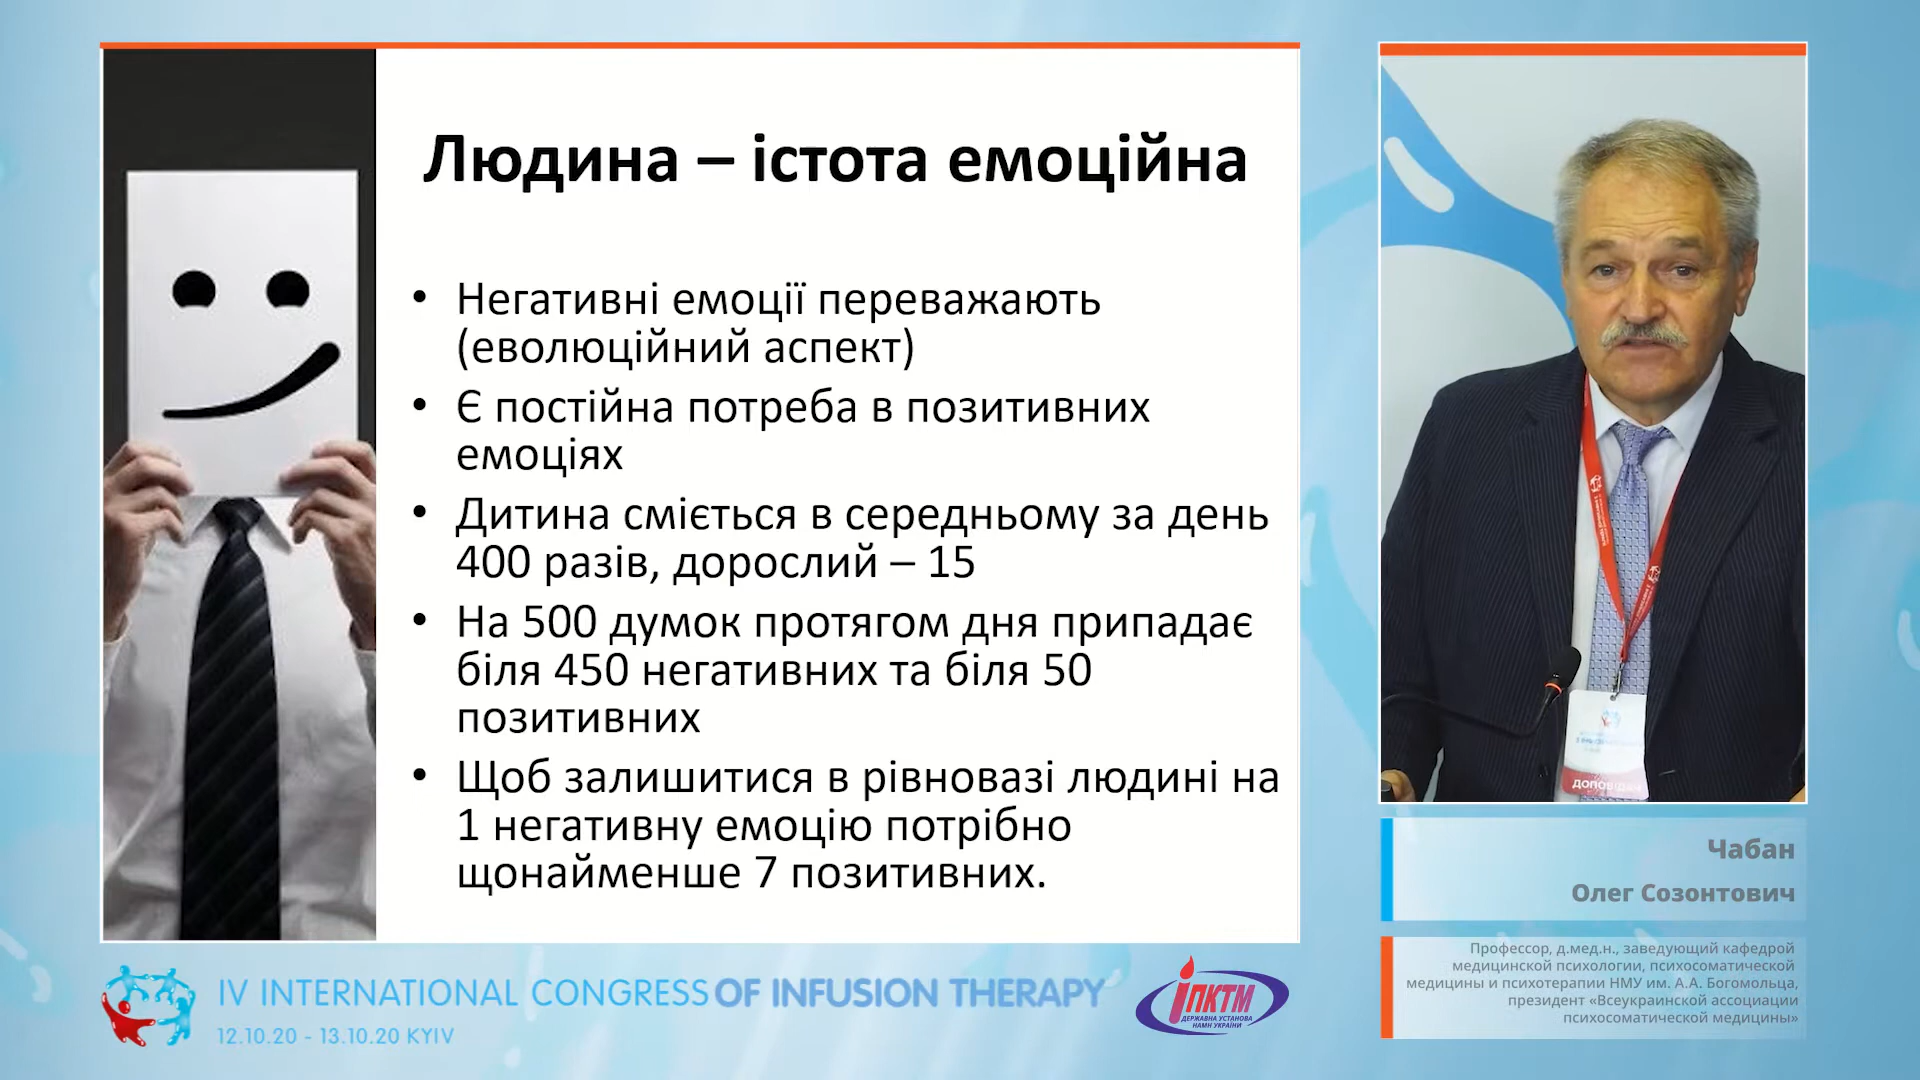 Людина – істота емоційна
• Негативні емоції переважають
(еволюційний аспект)
• Є постійна потреба в позитивних
емоціях
• Дитина сміється в середньому за день
400 разів, дорослий – 15
• На 500 думок протягом дня припадає
біля 450 негативних та біля 50
позитивних
• Щоб залишитися в рівновазі людині на
1 негативну емоцію потрібно
щонайменше 7 позитивних.
Чабан
Олег Созонтович
Профессор, д.мед.н., заведующий кафедрой
медицинской психологии, психосоматической
медицины и психотерапии НМУ им. А.А. Богомольца,
президент «Всеукраинской ассоциации
психосоматической медицины»
IV INTERNATIONAL CONGRESS OF INFUSION THERAPY
12.10.20 - 13.10.20 KYIV
ІПКТМ
ДЕРЖАВНА УСТАНОВА
НАМН УКРАЇНИ